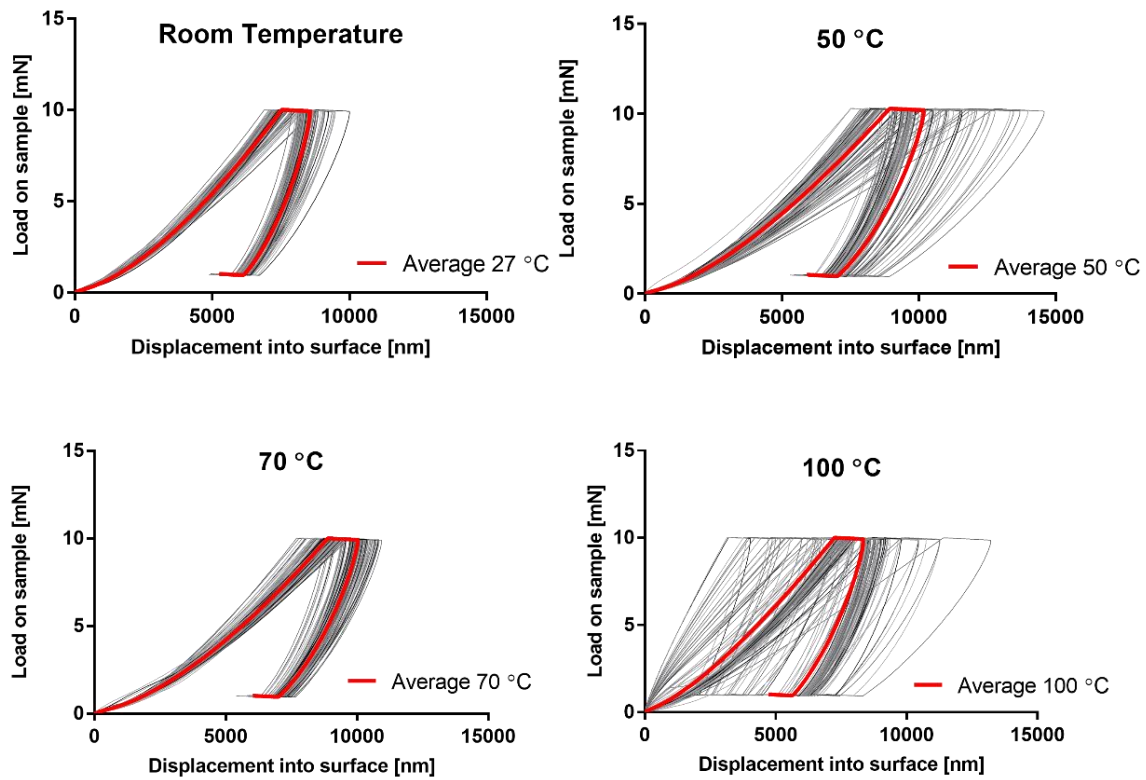 Room Temperature
Load on sample [mN]
15
10
5
0
Average 27 °C
0 5000 10000 15000
Displacement into surface [nm]
50 °C
Load on sample [mN]
15
10
5
0
Average 50 °C
0 5000 10000 15000
Displacement into surface [nm]
70 °C
Load on sample [mN]
15
10
5
0
Average 70 °C
0 5000 10000 15000
Displacement into surface [nm]
100 °C
Load on sample [mN]
15
10
5
0
Average 100 °C
0 5000 10000 15000
Displacement into surface [nm]